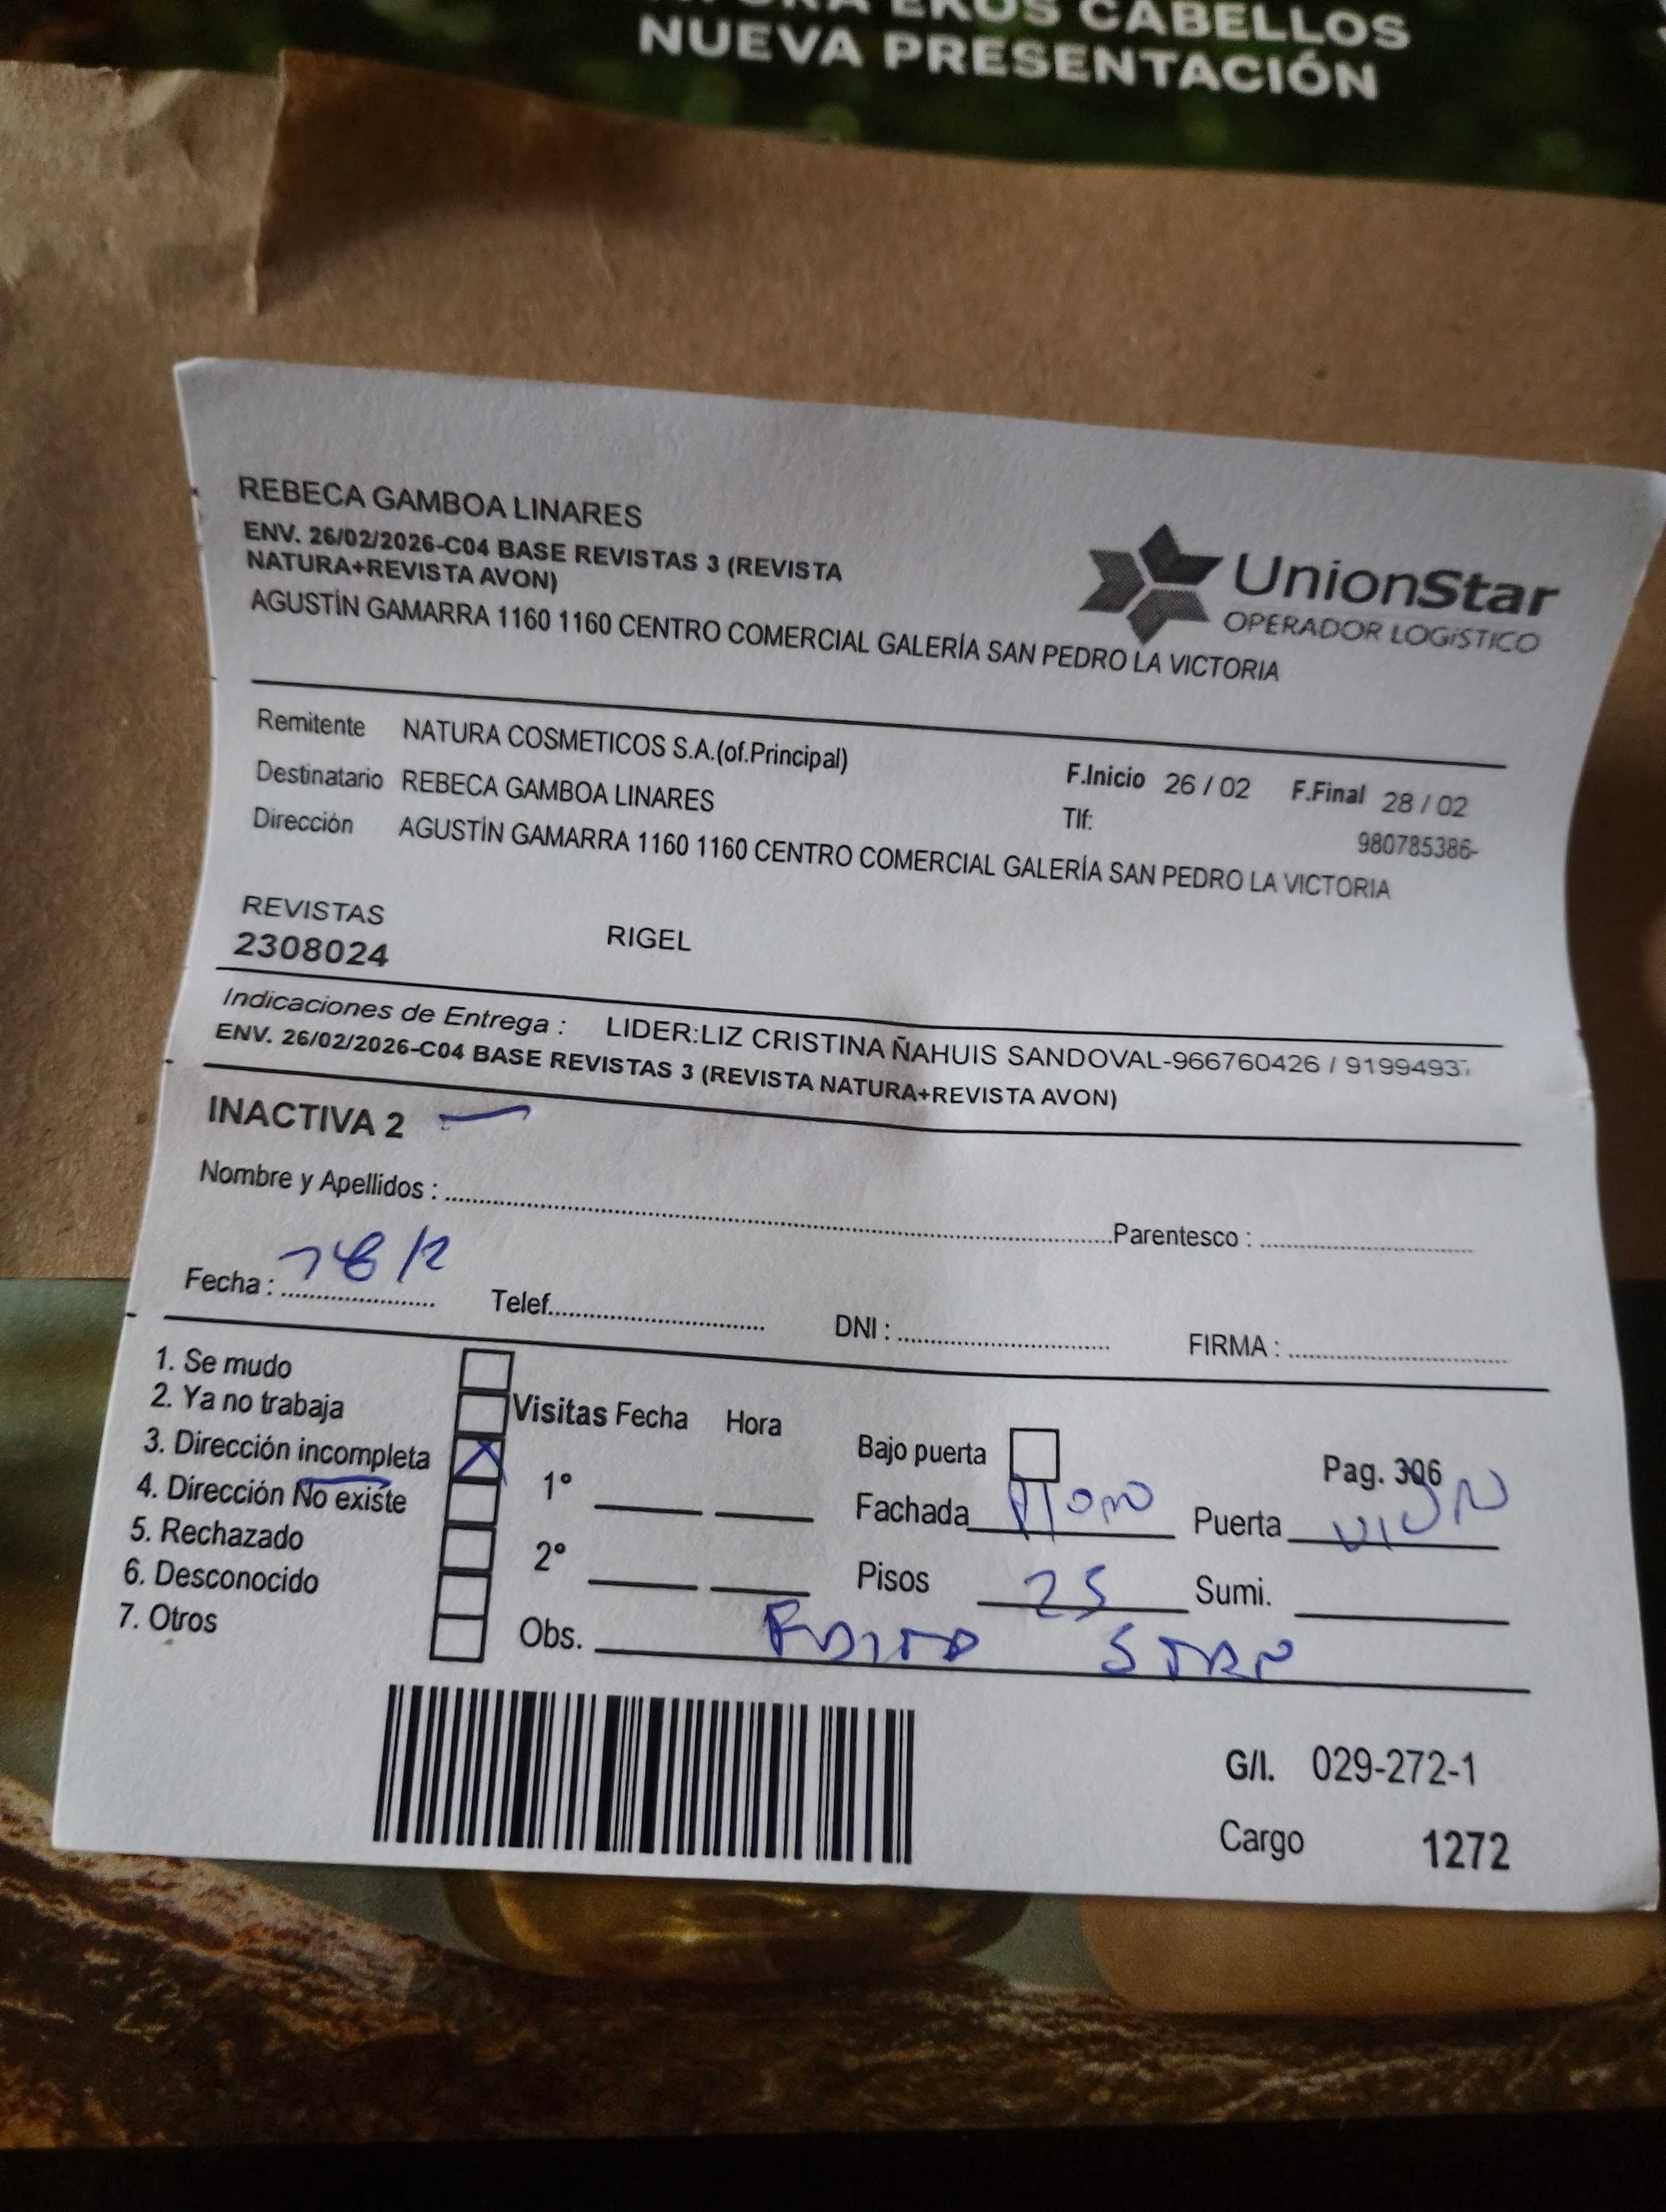 EKOS CABELLOS
NUEVA PRESENTACIÓN
REBECA GAMBOA LINARES
ENV. 26/02/2026-C04 BASE REVISTAS 3 (REVISTA
NATURA+REVISTA AVON)
AGUSTÍN GAMARRA 1160 1160 CENTRO COMERCIAL GALERÍA SAN PEDRO LA VICTORIA
UnionStar
OPERADOR LOGíSTICO
Remitente NATURA COSMETICOS S.A.(of.Principal)
F.Inicio 26 / 02 F.Final 28 / 02
Destinatario REBECA GAMBOA LINARES
Tlf: 980785386-
Dirección AGUSTÍN GAMARRA 1160 1160 CENTRO COMERCIAL GALERÍA SAN PEDRO LA VICTORIA
REVISTAS
2308024 RIGEL
Indicaciones de Entrega : LIDER:LIZ CRISTINA ÑAHUIS SANDOVAL-966760426 / 9199493
ENV. 26/02/2026-C04 BASE REVISTAS 3 (REVISTA NATURA+REVISTA AVON)
INACTIVA 2
Nombre y Apellidos : Parentesco :
Fecha : Telef. DNI : FIRMA :
1. Se mudo
2. Ya no trabaja
3. Dirección incompleta
4. Dirección No existe
5. Rechazado
6. Desconocido
7. Otros
Visitas Fecha Hora
1°
2°
Bajo puerta
Pag. 306
Fachada Puerta
Pisos 25 Sumi.
Obs.
G/I. 029-272-1
Cargo 1272